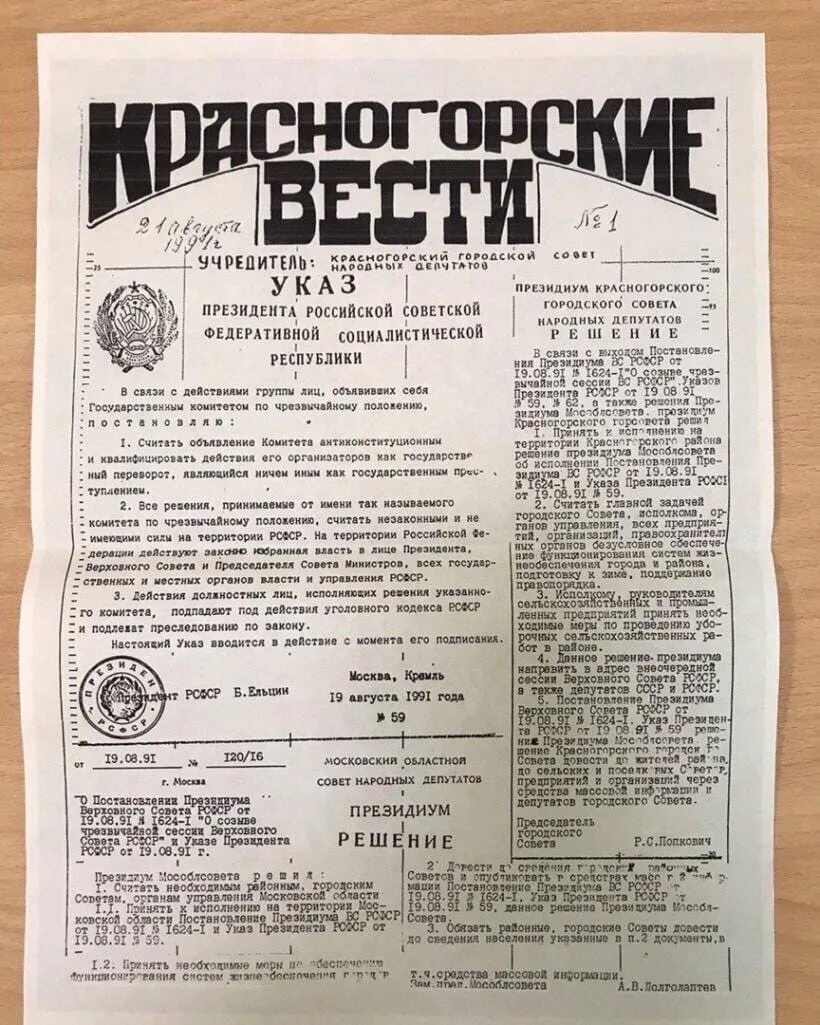 КРАСНОГОРСКИЕ
ВЕСТИ
21 августа
1991г
№ 1
УЧРЕДИТЕЛЬ: КРАСНОГОРСКИЙ ГОРОДСКОЙ СОВЕТ
НАРОДНЫХ ДЕПУТАТОВ
УКАЗ
ПРЕЗИДЕНТА РОССИЙСКОЙ СОВЕТСКОЙ
ФЕДЕРАТИВНОЙ СОЦИАЛИСТИЧЕСКОЙ
РЕСПУБЛИКИ
В связи с действиями группы лиц, объявивших себя
Государственным комитетом по чрезвычайному положению,
постановляю:
1. Считать объявление Комитета антиконституционным
и квалифицировать действия его организаторов как государстве
ный переворот, являющийся ничем иным как государственным прес-
туплением.
2. Все решения, принимаемые от имени так называемого
комитета по чрезвычайному положению, считать незаконными и не
имеющими силы на территории РСФСР. На территории Российской Фе-
дерации действуют законно избранная власть в лице Президента,
Верховного Совета и Председателя Совета Министров, всех государ-
ственных и местных органов власти и управления РСФСР.
3. Действия должностных лиц, исполняющих решения указанно-
го комитета, подпадают под действия уголовного кодекса РСФСР
и подлежат преследованию по закону.
Настоящий Указ вводится в действие с момента его подписания.
ПРЕЗИДЕНТ
РСФСР
Президент РСФСР Б.Ельцин
Москва, Кремль
19 августа 1991 года
№ 59
от 19.08.91 № 120/16
г. Москва
О Постановлении Президиума
Верховного Совета РСФСР от
19.08.91 № 1624-1 "О созыве
чрезвычайной сессии Верховного
Совета РСФСР" и Указе Президента
РСФСР от 19.08.91 г.
МОСКОВСКИЙ ОБЛАСТНОЙ
СОВЕТ НАРОДНЫХ ДЕПУТАТОВ
ПРЕЗИДИУМ
РЕШЕНИЕ
Президиум Мособлсовета решил:
1. Считать необходимым районным, городским
Советам, органам управления Московской области
1.1. Принять к исполнению на территории Мос-
ковской области Постановление Президиума ВС РСФСР
от 19.08.91 № 1624-1 и Указ Президента РСФСР от
19.08.91 № 59.
1.2. Принять необходимые меры по обеспечению
функционирования систем жизнеобеспечения городов
2. Довести до сведения городских районных
Советов и опубликовать в средствах массовой инфор-
мации Постановление Президиума ВС РСФСР от
19.08.91 № 1624-1, Указ Президента РСФСР от
19.08.91 № 59, данное решение Президиума Мособл-
Совета.
3. Обязать районные, городские Советы довести
до сведения населения указанные в п.2 документы,в
т.ч.средства массовой информации.
Зам.пред.Мособлсовета А.В.Долголаптев
ПРЕЗИДИУМ КРАСНОГОРСКОГО
ГОРОДСКОГО СОВЕТА
НАРОДНЫХ ДЕПУТАТОВ
РЕШЕНИЕ
В связи с выходом Постановле-
ния Президиума ВС РСФСР от
19.08.91 № 1624-1"О созыве чрез-
вычайной сессии ВС РСФСР".Указов
Президента РСФСР от 19 08 91
№ 59, № 62, а также решения Пре-
зидиума Мособлсовета, президиум
Красногорского горсовета решил
1. Принять к исполнению на
территории Красногорского района
решение президиума Мособлсовета
об исполнении Постановления Пре-
зидиума ВС РСФСР от 19.08.91
№ 1624-1 и Указа Президента РСФСР
от 19.08.91 № 59.
2. Считать главной задачей
городского Совета, исполкома, ор-
ганов управления, всех предприя-
тий, организаций, правоохранител
ных органов безусловное обеспече-
ние функционирования систем жиз-
необеспечения города и района,
подготовку к зиме, поддержание
правопорядка.
3. Исполкому, руководителям
сельскохозяйственных и промыш-
ленных предприятий принять необ-
ходимые меры по проведению убо-
рочных сельскохозяйственных ра-
бот в районе.
4. Данное решение президиума
направить в адрес внеочередной
сессии Верховного Совета РСФСР,
а также депутатов СССР и РСФСР.
5. Постановление Президиума
Верховного Совета РСФСР от
19.08.91 № 1624-1, Указ Президен-
та РСФСР от 19 08.91 № 59 реше-
ние Президиума Мособлсовета, ре-
шение Красногорского городского
Совета довести до жителей района,
до сельских и поселковых Советов,
предприятий и организаций через
средства массовой информации и
депутатов городского Совета.
Председатель
городского
Совета Р.С.Попкович